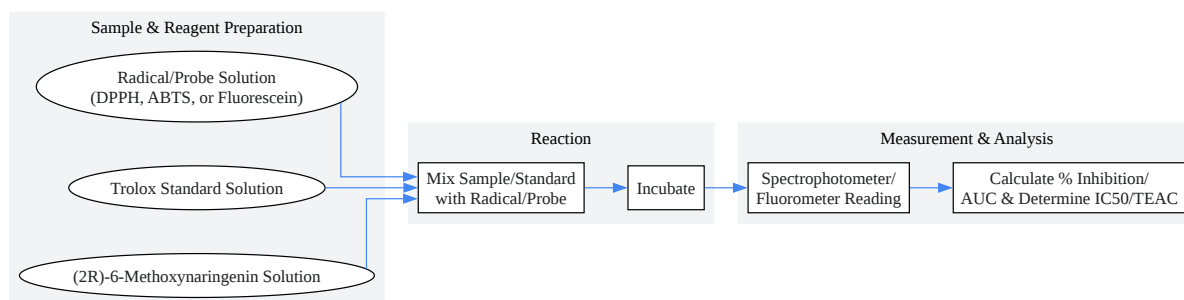 Sample & Reagent Preparation
Radical/Probe Solution
(DPPH, ABTS, or Fluorescein)
Trolox Standard Solution
(2R)-6-Methoxynaringenin Solution
Reaction
Mix Sample/Standard
with Radical/Probe
Incubate
Measurement & Analysis
Spectrophotometer/
Fluorometer Reading
Calculate % Inhibition/
AUC & Determine IC50/TEAC